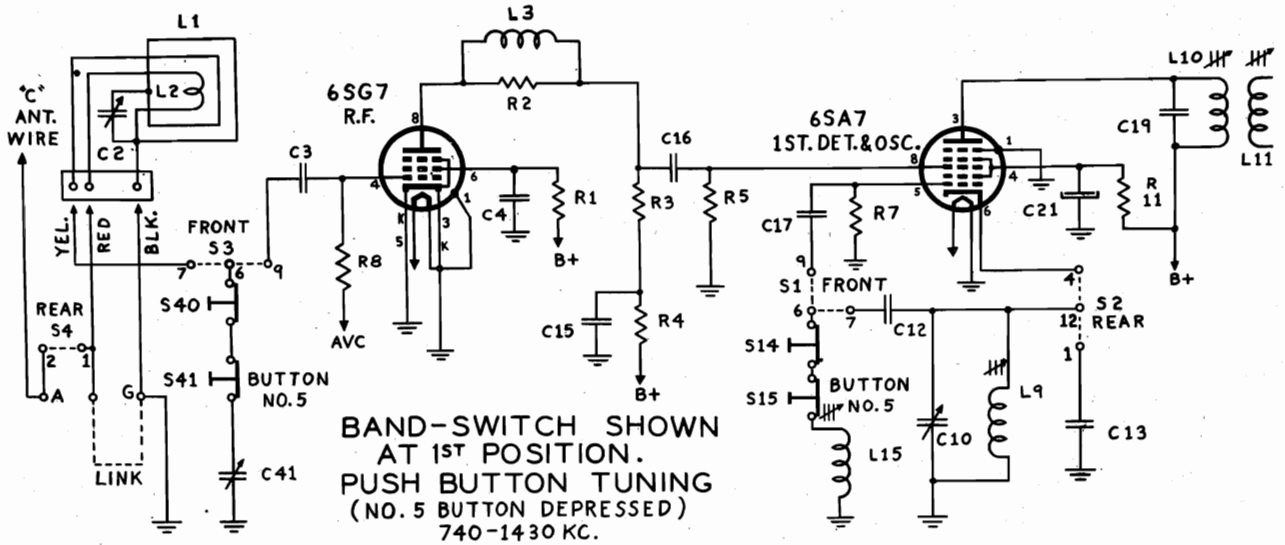 L1
L2
C2
"C"
ANT.
WIRE
YEL.
RED
BLK.
FRONT
S3
7
6
9
S40
S41
BUTTON
NO.5
REAR
S4
2
1
A
G
LINK
C41
C3
R8
AVC
6SG7
R.F.
8
4
6
1
K
S
3
K
C4
R1
B+
L3
R2
C16
R3
R5
C15
R4
B+
6SA7
1ST. DET.&OSC.
3
1
8
4
5
6
C17
R7
C21
R
11
B+
C19
L10
L11
9
S1
FRONT
6
7
C12
S14
S15
BUTTON
NO.5
L15
C10
L9
4
S2
12
REAR
1
C13
BAND-SWITCH SHOWN
AT 1ST POSITION.
PUSH BUTTON TUNING
(NO. 5 BUTTON DEPRESSED)
740-1430 KC.